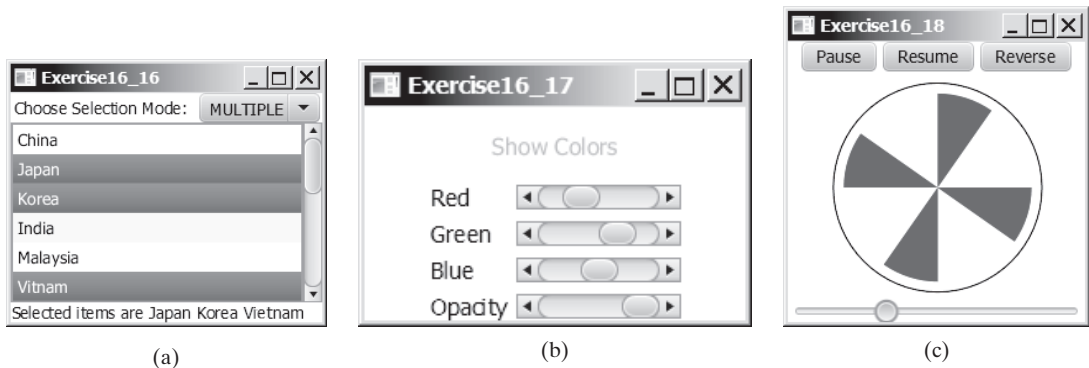 Exercise16_16
Choose Selection Mode: MULTIPLE
China
Japan
Korea
India
Malaysia
Vitnam
Selected items are Japan Korea Vietnam
(a)
Exercise16_17
Show Colors
Red
Green
Blue
Opacity
(b)
Exercise16_18
Pause Resume Reverse
(c)